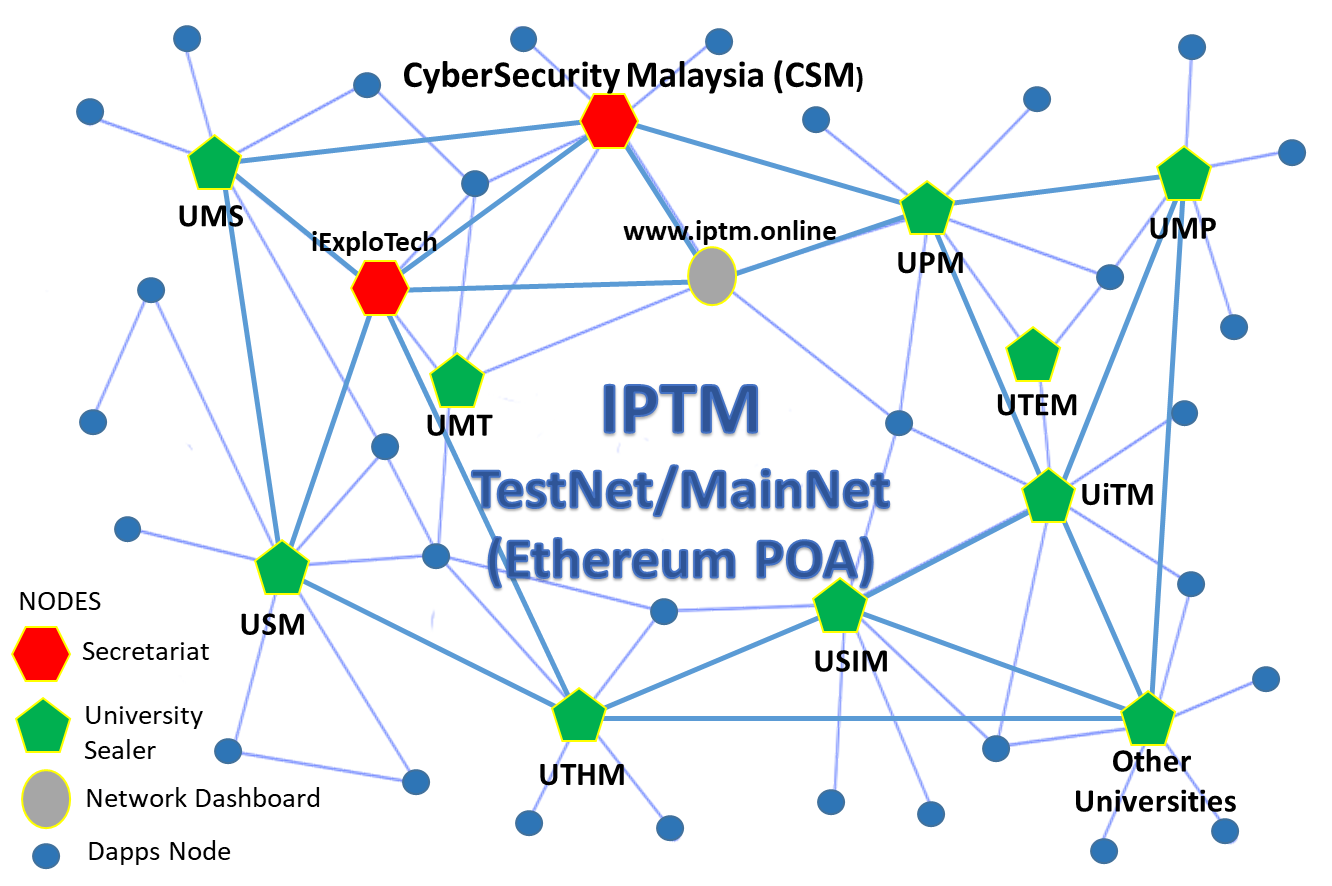 CyberSecurity Malaysia (CSM)
UMS
iExploTech
www.iptm.online
UPM
UMP
UMT
IPTM
TestNet/MainNet
(Ethereum POA)
UTEM
UiTM
USM
USIM
UTHM
Other
Universities
NODES
Secretariat
University
Sealer
Network Dashboard
Dapps Node